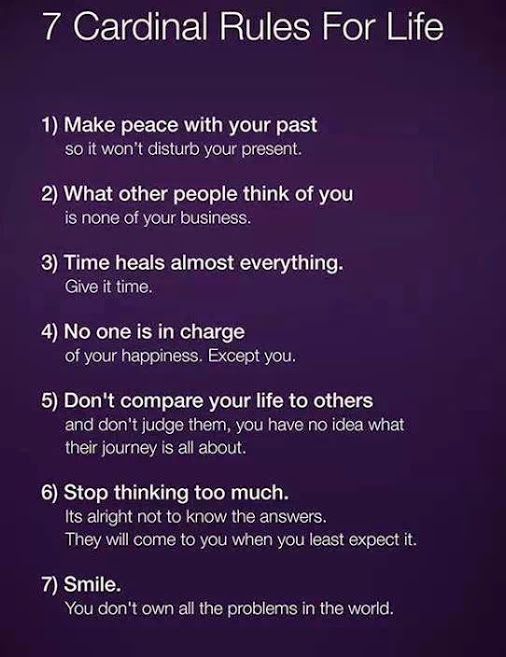 7 Cardinal Rules For Life
1) Make peace with your past
so it won't disturb your present.
2) What other people think of you
is none of your business.
3) Time heals almost everything.
Give it time.
4) No one is in charge
of your happiness. Except you.
5) Don't compare your life to others
and don't judge them, you have no idea what
their journey is all about.
6) Stop thinking too much.
Its alright not to know the answers.
They will come to you when you least expect it.
7) Smile.
You don't own all the problems in the world.